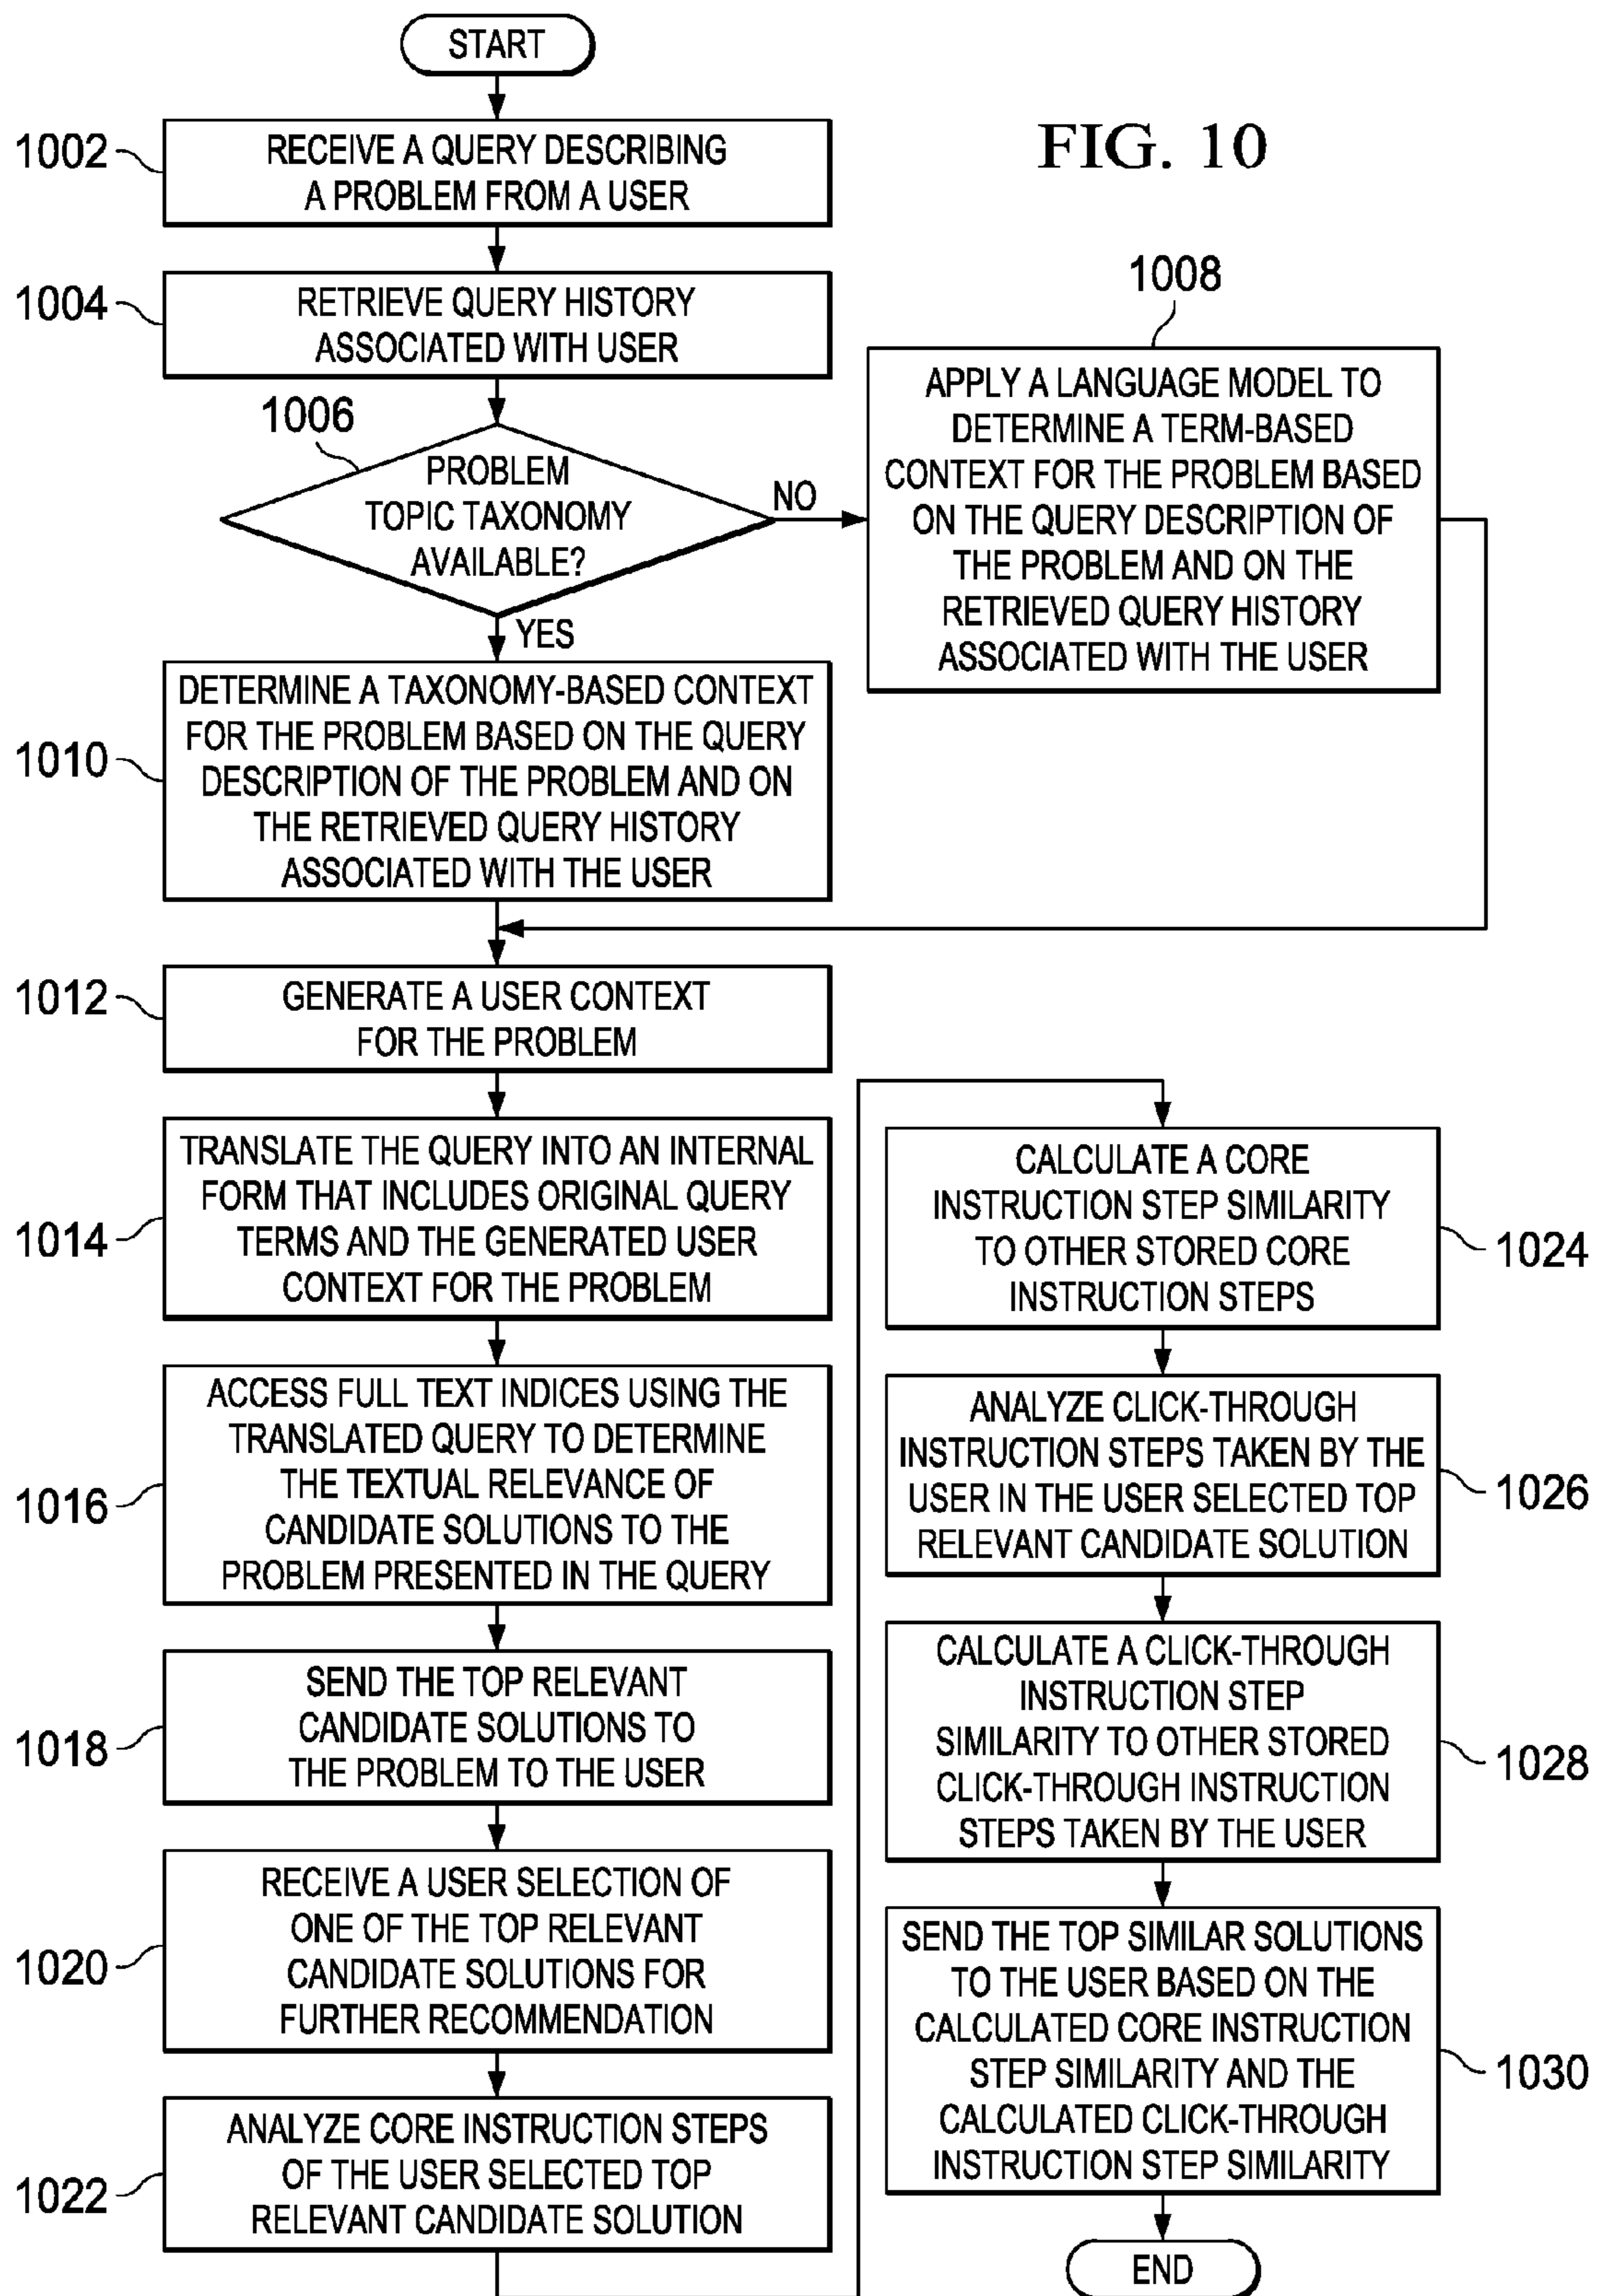 START
FIG. 10
1002
RECEIVE A QUERY DESCRIBING
A PROBLEM FROM A USER
1004
RETRIEVE QUERY HISTORY
ASSOCIATED WITH USER
1006
PROBLEM
TOPIC TAXONOMY
AVAILABLE?
NO
YES
1008
APPLY A LANGUAGE MODEL TO
DETERMINE A TERM-BASED
CONTEXT FOR THE PROBLEM BASED
ON THE QUERY DESCRIPTION OF
THE PROBLEM AND ON THE
RETRIEVED QUERY HISTORY
ASSOCIATED WITH THE USER
1010
DETERMINE A TAXONOMY-BASED CONTEXT
FOR THE PROBLEM BASED ON THE QUERY
DESCRIPTION OF THE PROBLEM AND ON
THE RETRIEVED QUERY HISTORY
ASSOCIATED WITH THE USER
1012
GENERATE A USER CONTEXT
FOR THE PROBLEM
1014
TRANSLATE THE QUERY INTO AN INTERNAL
FORM THAT INCLUDES ORIGINAL QUERY
TERMS AND THE GENERATED USER
CONTEXT FOR THE PROBLEM
1016
ACCESS FULL TEXT INDICES USING THE
TRANSLATED QUERY TO DETERMINE
THE TEXTUAL RELEVANCE OF
CANDIDATE SOLUTIONS TO THE
PROBLEM PRESENTED IN THE QUERY
1018
SEND THE TOP RELEVANT
CANDIDATE SOLUTIONS TO
THE PROBLEM TO THE USER
1020
RECEIVE A USER SELECTION OF
ONE OF THE TOP RELEVANT
CANDIDATE SOLUTIONS FOR
FURTHER RECOMMENDATION
1022
ANALYZE CORE INSTRUCTION STEPS
OF THE USER SELECTED TOP
RELEVANT CANDIDATE SOLUTION
CALCULATE A CORE
INSTRUCTION STEP SIMILARITY
TO OTHER STORED CORE
INSTRUCTION STEPS
1024
ANALYZE CLICK-THROUGH
INSTRUCTION STEPS TAKEN BY THE
USER IN THE USER SELECTED TOP
RELEVANT CANDIDATE SOLUTION
1026
CALCULATE A CLICK-THROUGH
INSTRUCTION STEP
SIMILARITY TO OTHER STORED
CLICK-THROUGH INSTRUCTION
STEPS TAKEN BY THE USER
1028
SEND THE TOP SIMILAR SOLUTIONS
TO THE USER BASED ON THE
CALCULATED CORE INSTRUCTION
STEP SIMILARITY AND THE
CALCULATED CLICK-THROUGH
INSTRUCTION STEP SIMILARITY
1030
END